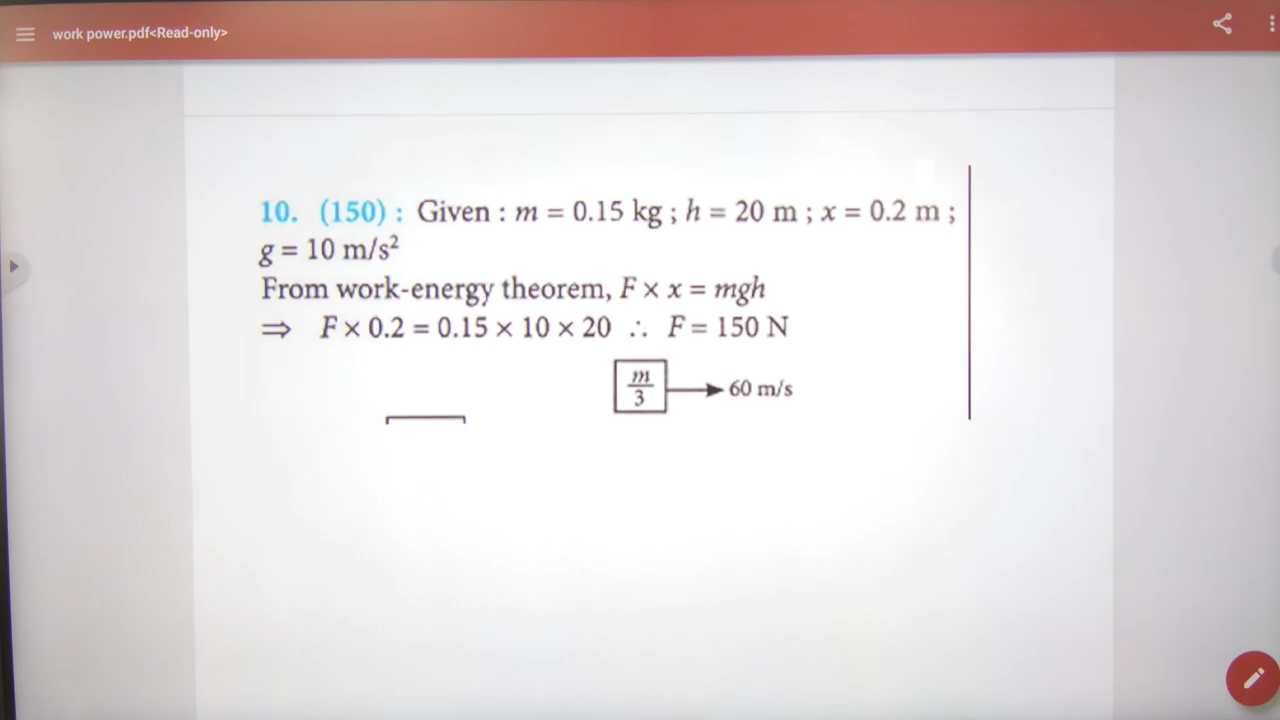 work power.pdf<Read-only>
10. (150) : Given : m = 0.15 kg ; h = 20 m ; x = 0.2 m ;
g = 10 m/s²
From work-energy theorem, F × x = mgh
⇒ F × 0.2 = 0.15 × 10 × 20 ∴ F = 150 N
m/3 60 m/s